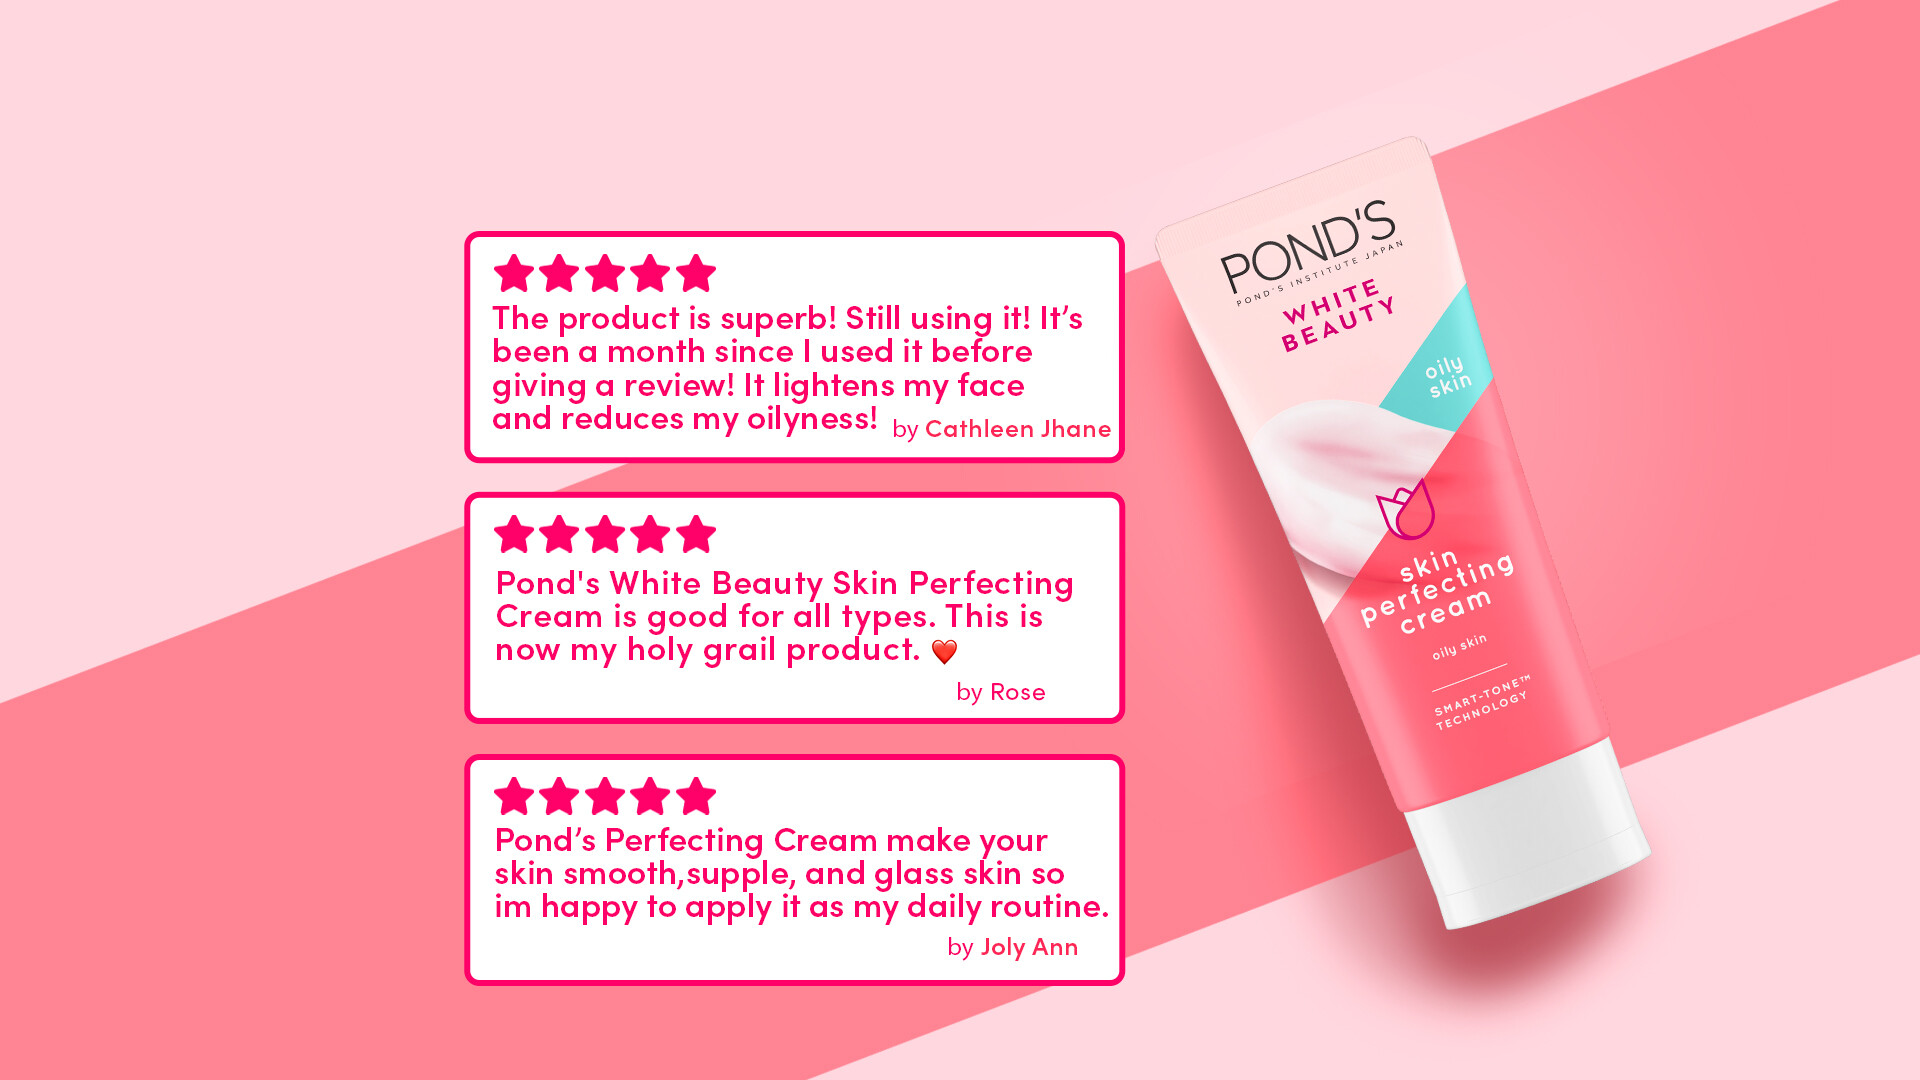 The product is superb! Still using it! It’s
been a month since I used it before
giving a review! It lightens my face
and reduces my oilyness!
by Cathleen Jhane
Pond's White Beauty Skin Perfecting
Cream is good for all types. This is
now my holy grail product. ❤️
by Rose
Pond’s Perfecting Cream make your
skin smooth,supple, and glass skin so
im happy to apply it as my daily routine.
by Joly Ann
POND'S
POND'S INSTITUTE JAPAN
WHITE
BEAUTY
oily
skin
skin
perfecting
cream
oily skin
SMART-TONE™
TECHNOLOGY